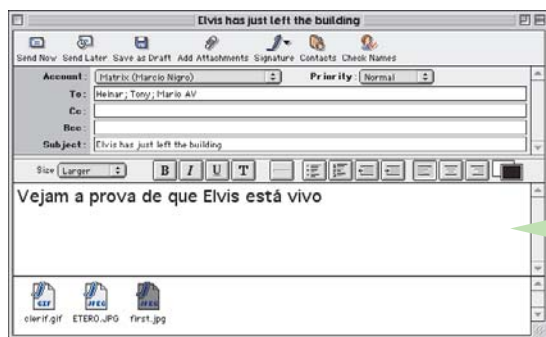 Elvis has just left the building
Send Now Send Later Save as Draft Add Attachments Signature Contacts Check Names
Account: Matrix (Marcio Nigro) Priority: Normal
To: Heinar; Tony; Mario AV
Cc:
Bcc:
Subject: Elvis has just left the building
Size Larger B I U T
Vejam a prova de que Elvis está vivo
GIF JPEG JPEG
clerif.gif ETERO.JPG first.jpg